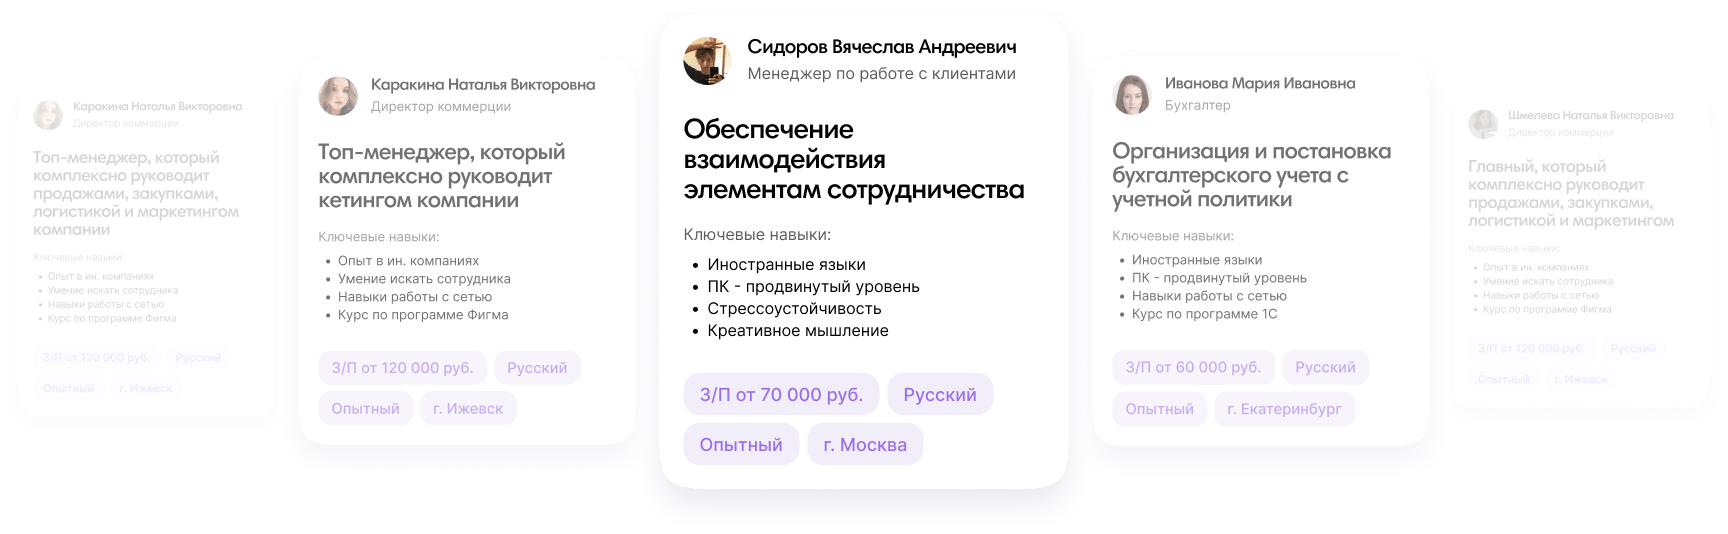 Каракина Наталья Викторовна
Директор коммерции
Топ-менеджер, который
комплексно руководит
продажами, закупками,
логистикой и маркетингом
компании
Ключевые навыки:
• Опыт в ин. компаниях
• Умение искать сотрудника
• Навыки работы с сетью
• Курс по программе Фигма
З/П от 120 000 руб.
Русский
Опытный
г. Ижевск
Каракина Наталья Викторовна
Директор коммерции
Топ-менеджер, который
комплексно руководит
кетингом компании
Ключевые навыки:
• Опыт в ин. компаниях
• Умение искать сотрудника
• Навыки работы с сетью
• Курс по программе Фигма
З/П от 120 000 руб.
Русский
Опытный
г. Ижевск
Сидоров Вячеслав Андреевич
Менеджер по работе с клиентами
Обеспечение
взаимодействия
элементам сотрудничества
Ключевые навыки:
• Иностранные языки
• ПК - продвинутый уровень
• Стрессоустойчивость
• Креативное мышление
З/П от 70 000 руб.
Русский
Опытный
г. Москва
Иванова Мария Ивановна
Бухгалтер
Организация и постановка
бухгалтерского учета с
учетной политики
Ключевые навыки:
• Иностранные языки
• ПК - продвинутый уровень
• Навыки работы с сетью
• Курс по программе 1С
З/П от 60 000 руб.
Русский
Опытный
г. Екатеринбург
Шмелева Наталья Викторовна
Директор коммерции
Главный, который
комплексно руководит
продажами, закупками,
логистикой и маркетингом
Ключевые навыки:
• Опыт в ин. компаниях
• Умение искать сотрудника
• Навыки работы с сетью
• Курс по программе Фигма
З/П от 120 000 руб.
Русский
Опытный
г. Ижевск